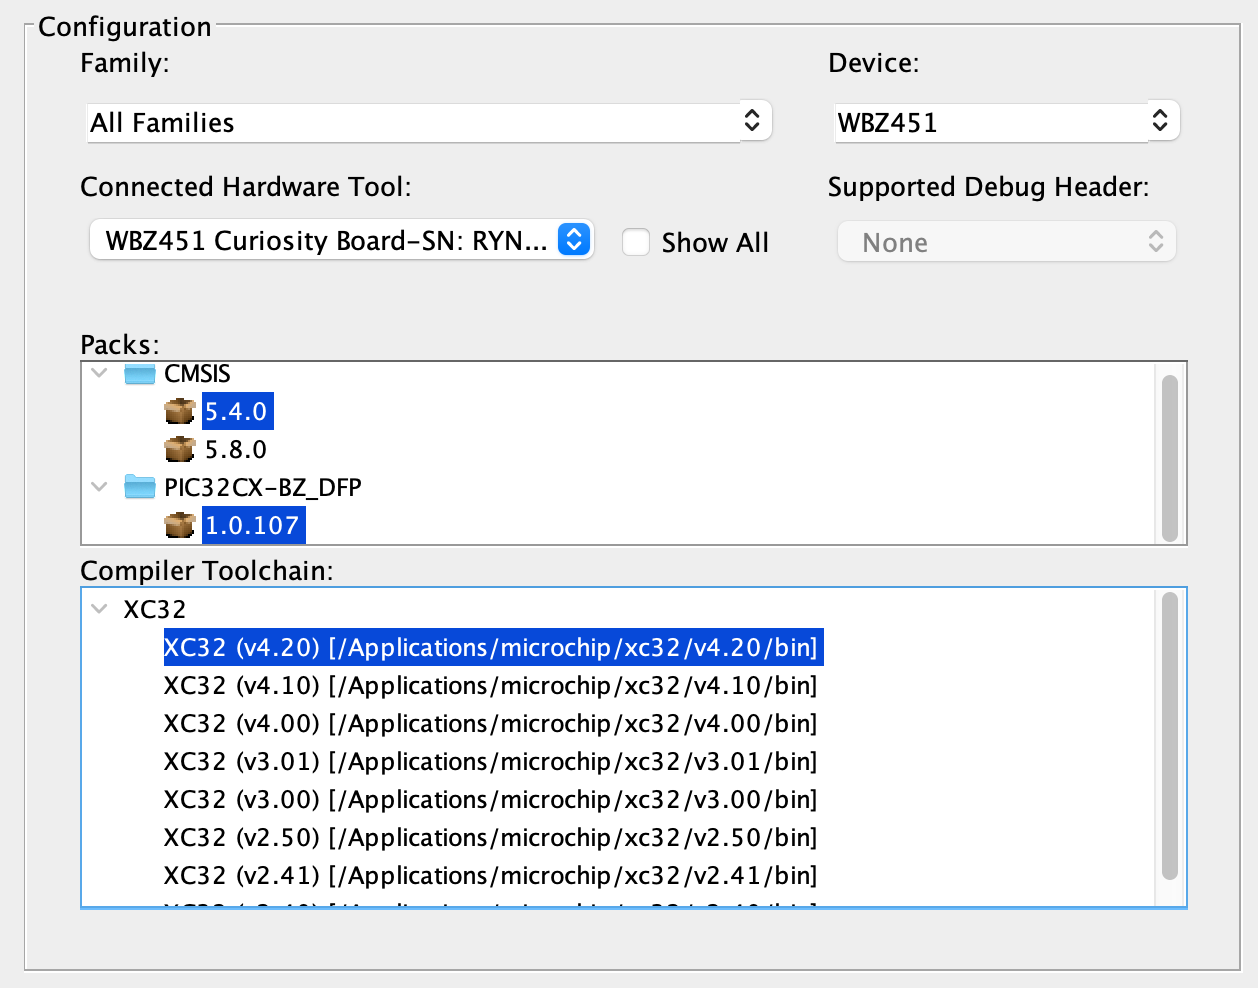 Configuration
Family:
Device:
All Families
WBZ451
Connected Hardware Tool:
Supported Debug Header:
WBZ451 Curiosity Board-SN: RYN...
Show All
None
Packs:
CMSIS
5.4.0
5.8.0
PIC32CX-BZ_DFP
1.0.107
Compiler Toolchain:
XC32
XC32 (v4.20) [/Applications/microchip/xc32/v4.20/bin]
XC32 (v4.10) [/Applications/microchip/xc32/v4.10/bin]
XC32 (v4.00) [/Applications/microchip/xc32/v4.00/bin]
XC32 (v3.01) [/Applications/microchip/xc32/v3.01/bin]
XC32 (v3.00) [/Applications/microchip/xc32/v3.00/bin]
XC32 (v2.50) [/Applications/microchip/xc32/v2.50/bin]
XC32 (v2.41) [/Applications/microchip/xc32/v2.41/bin]